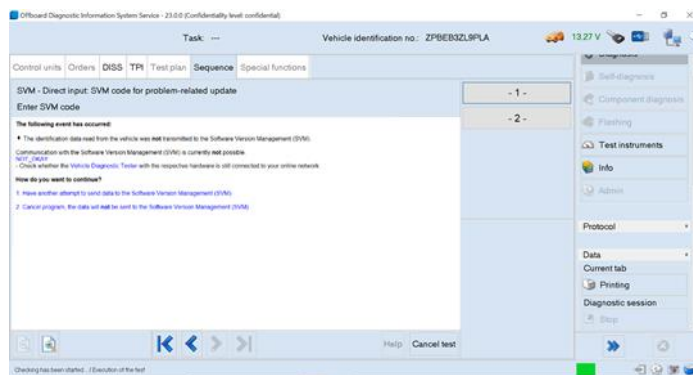 Offboard Diagnostic Information System Service - 23.0.0 (Confidentiality level: confidential)
Task: ---
Vehicle identification no.: ZPBEB3ZL9PLA
13.27 V
Control units Orders DISS TPI Test plan Sequence Special functions
SVM - Direct input: SVM code for problem-related update
Enter SVM code
The following event has occurred:
The identification data read from the vehicle was not transmitted to the Software Version Management (SVM).
Communication with the Software Version Management (SVM) is currently not possible.
NOT_OKAY
- Check whether the Vehicle Diagnostic Tester with the respective hardware is still connected to your online network.
How do you want to continue?
1. Have another attempt to send data to the Software Version Management (SVM)
2. Cancel program, the data will not be sent to the Software Version Management (SVM)
- 1 -
- 2 -
Diagnosis
Self-diagnosis
Component diagnosis
Flashing
Test instruments
Info
Admin
Protocol
Data
Current tab
Printing
Diagnostic session
Stop
Help
Cancel test
Checking has been started... / Execution of the test